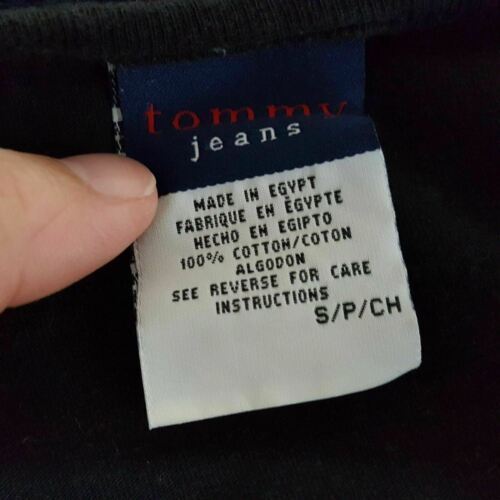 tommy
jeans
MADE IN EGYPT
FABRIQUE EN EGYPTE
HECHO EN EGIPTO
100% COTTON/COTON
ALGODON
SEE REVERSE FOR CARE
INSTRUCTIONS
S/P/CH